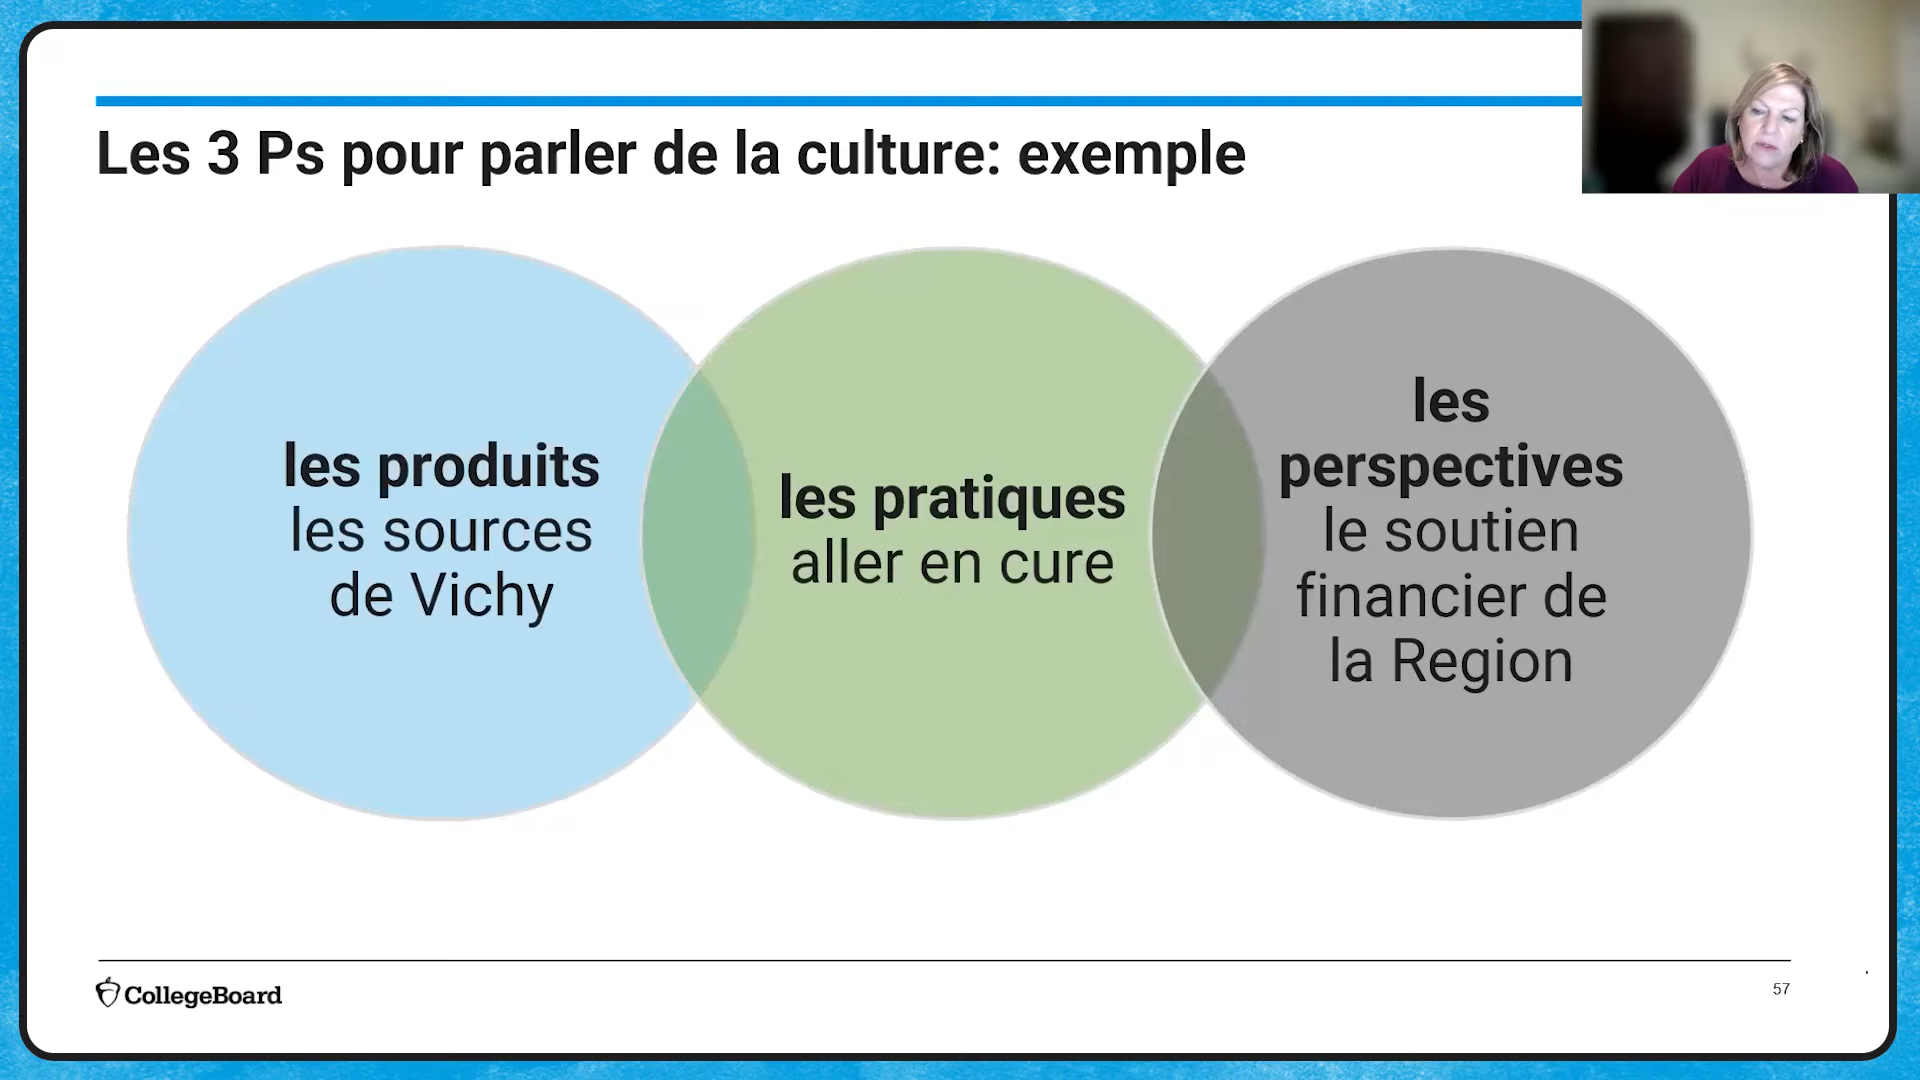 Les 3 Ps pour parler de la culture: exemple
les produits
les sources
de Vichy
les pratiques
aller en cure
les
perspectives
le soutien
financier de
la Region
CollegeBoard
57